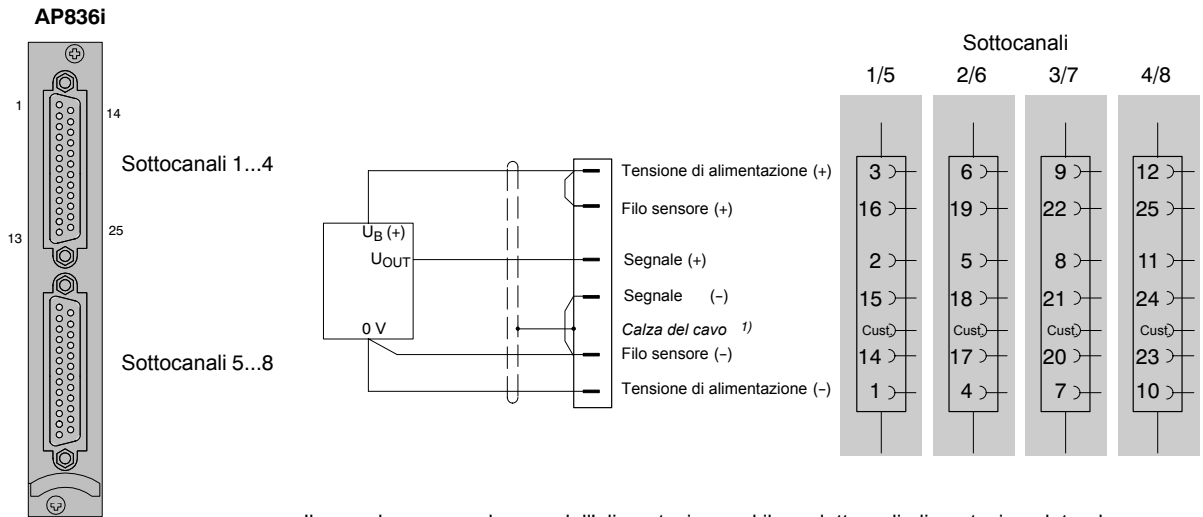 AP836i
1
14
Sottocanali 1...4
13
25
Sottocanali 5...8
U_B (+)
U_OUT
0 V
Tensione di alimentazione (+)
Filo sensore (+)
Segnale (+)
Segnale (−)
Calza del cavo 1)
Filo sensore (−)
Tensione di alimentazione (−)
Sottocanali
1/5 2/6 3/7 4/8
3 6 9 12
16 19 22 25
2 5 8 11
15 18 21 24
Cust. Cust. Cust. Cust.
14 17 20 23
1 4 7 10